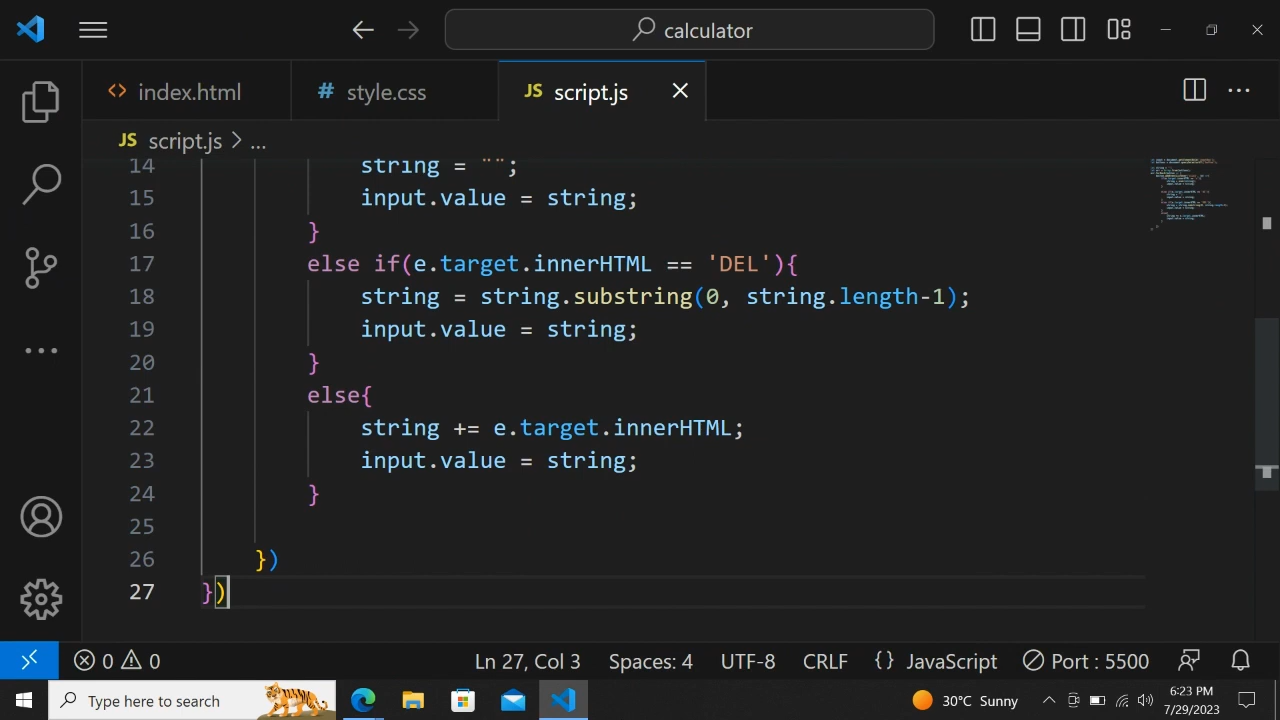 calculator
index.html
# style.css
JS script.js
JS script.js > ...
14 string = "";
15 input.value = string;
16 }
17 else if(e.target.innerHTML == 'DEL'){
18 string = string.substring(0, string.length-1);
19 input.value = string;
20 }
21 else{
22 string += e.target.innerHTML;
23 input.value = string;
24 }
25
26 })
27 })
0 0 Ln 27, Col 3 Spaces: 4 UTF-8 CRLF {} JavaScript Port : 5500
Type here to search 30°C Sunny 6:23 PM
7/29/2023